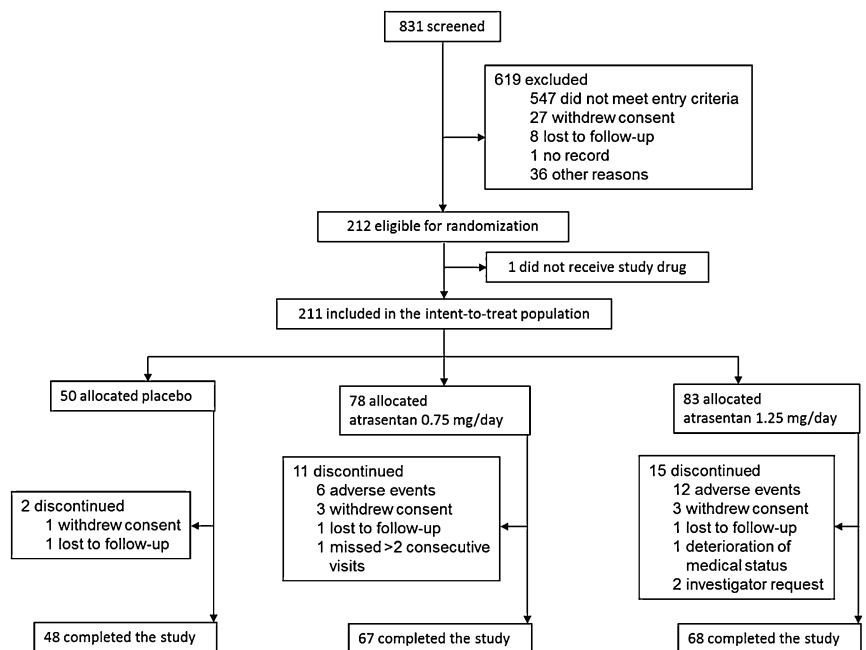 831 screened
619 excluded
547 did not meet entry criteria
27 withdrew consent
8 lost to follow-up
1 no record
36 other reasons
212 eligible for randomization
1 did not receive study drug
211 included in the intent-to-treat population
50 allocated placebo
78 allocated
atrasentan 0.75 mg/day
83 allocated
atrasentan 1.25 mg/day
2 discontinued
1 withdrew consent
1 lost to follow-up
11 discontinued
6 adverse events
3 withdrew consent
1 lost to follow-up
1 missed >2 consecutive
visits
15 discontinued
12 adverse events
3 withdrew consent
1 lost to follow-up
1 deterioration of
medical status
2 investigator request
48 completed the study
67 completed the study
68 completed the study